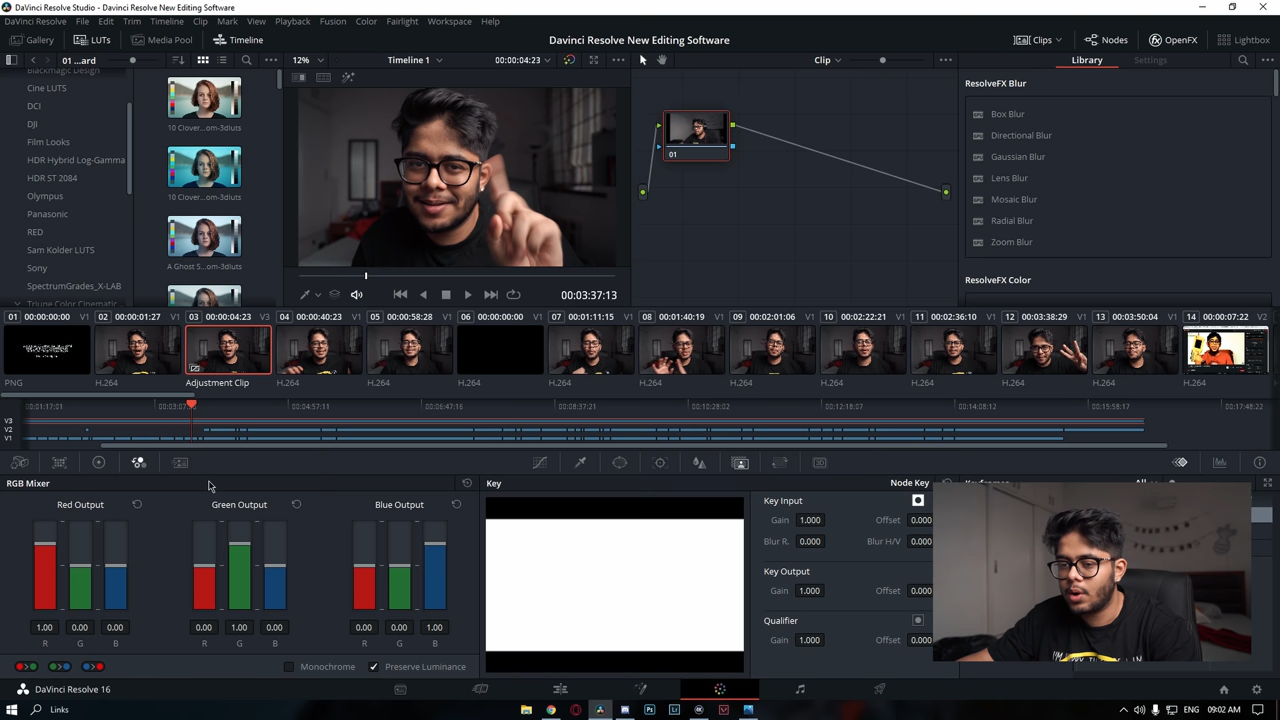 DaVinci Resolve Studio - Davinci Resolve New Editing Software
DaVinci Resolve File Edit Trim Timeline Clip Mark View Playback Fusion Color Fairlight Workspace Help
Gallery LUTs Media Pool Timeline Davinci Resolve New Editing Software Clips Nodes OpenFX Lightbox
01 ...ard 12% Timeline 1 00:00:04:23 Clip Library Settings
Blackmagic Design
Cine LUTS
DCI
DJI
Film Looks
HDR Hybrid Log-Gamma
HDR ST 2084
Olympus
Panasonic
RED
Sam Kolder LUTS
Sony
SpectrumGrades_X-LAB
Triune Color Cinematic
10 Clover...om-3dluts
10 Clover...om-3dluts
A Ghost S...om-3dluts
00:03:37:13
01
ResolveFX Blur
Box Blur
Directional Blur
Gaussian Blur
Lens Blur
Mosaic Blur
Radial Blur
Zoom Blur
ResolveFX Color
01 00:00:00:00 V1 02 00:00:01:27 V1 03 00:00:04:23 V3 04 00:00:40:23 V1 05 00:00:58:28 V1 06 00:00:00:00 V1 07 00:01:11:15 V1 08 00:01:40:19 V1 09 00:02:01:06 V1 10 00:02:22:21 V1 11 00:02:36:10 V1 12 00:03:38:29 V1 13 00:03:50:04 V1 14 00:00:07:22 V2
PNG H.264 Adjustment Clip H.264 H.264 H.264 H.264 H.264 H.264 H.264 H.264 H.264 H.264
00:01:17:01 00:03:07 00:04:57:11 00:06:47:16 00:08:37:21 00:10:28:02 00:12:18:07 00:14:08:12 00:15:58:17 00:17:48:22
V3
V2
V1
RGB Mixer
Red Output Green Output Blue Output
1.00 0.00 0.00 0.00 1.00 0.00 0.00 0.00 1.00
R G B R G B R G B
Monochrome Preserve Luminance
Key Node Key
Key Input
Gain 1.000 Offset 0.000
Blur R. 0.000 Blur H/V 0.000
Key Output
Gain 1.000 Offset 0.000
Qualifier
Gain 1.000 Offset 0.000
Keyframes All
DaVinci Resolve 16
Links ENG 09:02 AM